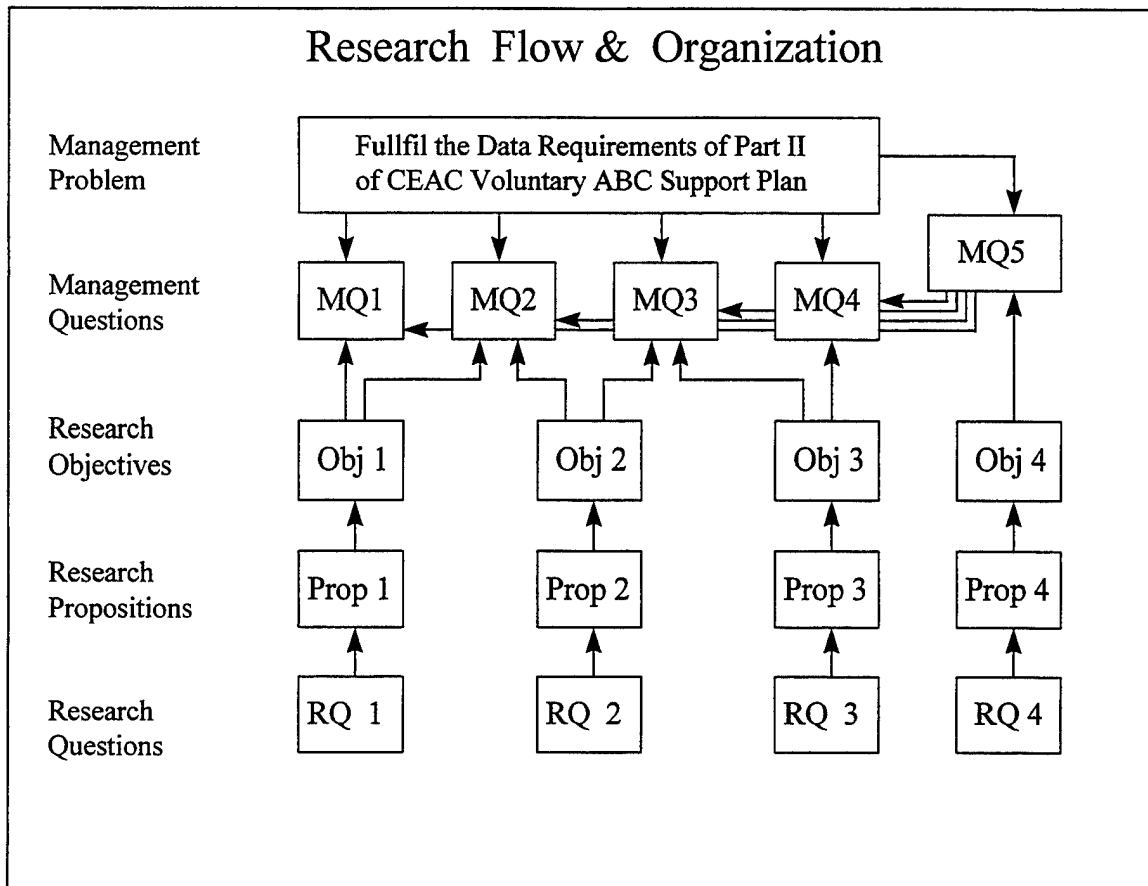 Research Flow & Organization
Management
Problem
Fullfil the Data Requirements of Part II
of CEAC Voluntary ABC Support Plan
Management
Questions
MQ1
MQ2
MQ3
MQ4
MQ5
Research
Objectives
Obj 1
Obj 2
Obj 3
Obj 4
Research
Propositions
Prop 1
Prop 2
Prop 3
Prop 4
Research
Questions
RQ 1
RQ 2
RQ 3
RQ 4